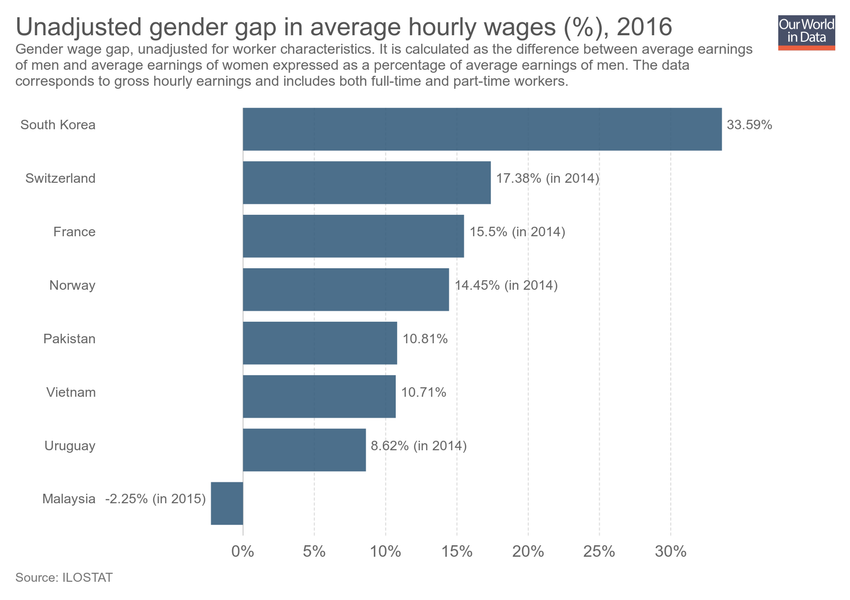 Unadjusted gender gap in average hourly wages (%), 2016
Our World
in Data
Gender wage gap, unadjusted for worker characteristics. It is calculated as the difference between average earnings
of men and average earnings of women expressed as a percentage of average earnings of men. The data
corresponds to gross hourly earnings and includes both full-time and part-time workers.
South Korea 33.59%
Switzerland 17.38% (in 2014)
France 15.5% (in 2014)
Norway 14.45% (in 2014)
Pakistan 10.81%
Vietnam 10.71%
Uruguay 8.62% (in 2014)
Malaysia -2.25% (in 2015)
0% 5% 10% 15% 20% 25% 30%
Source: ILOSTAT